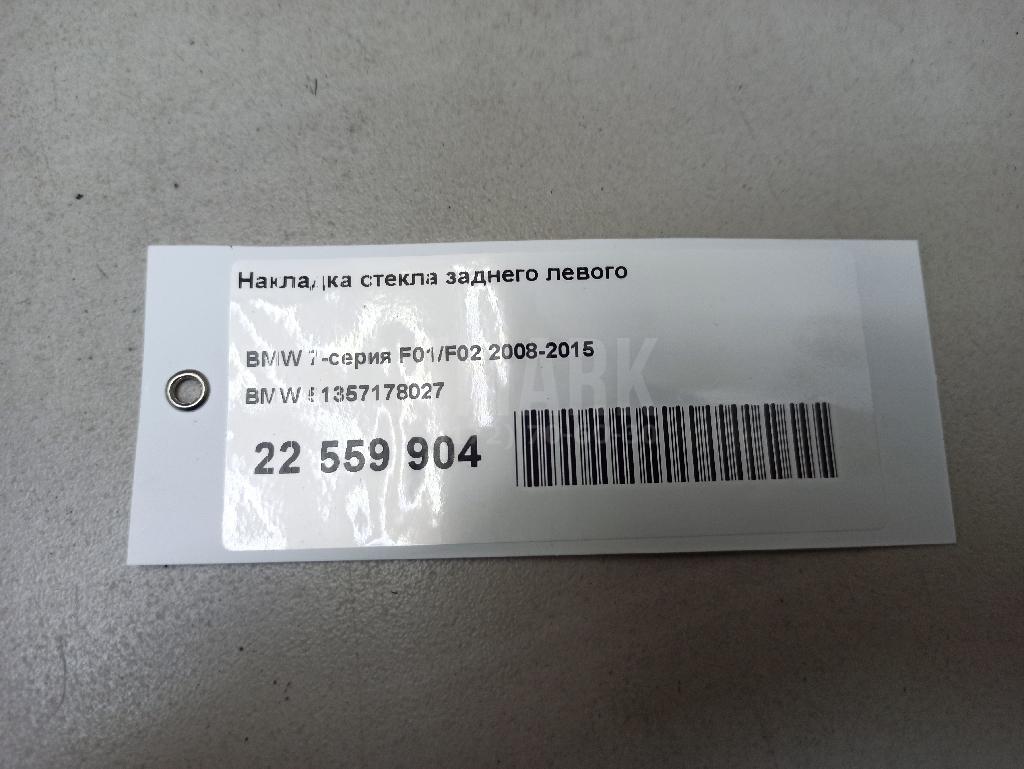 Накладка стекла заднего левого
BMW 7-серия F01/F02 2008-2015
BMW 51357178027
22 559 904